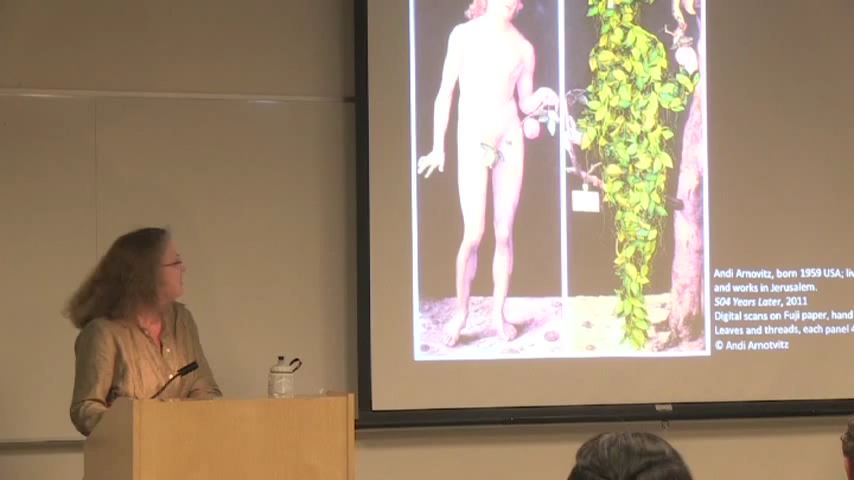 Andi Arnovitz, born 1959 USA; liv
and works in Jerusalem.
504 Years Later, 2011
Digital scans on Fuji paper, hand
Leaves and threads, each panel 4
© Andi Arnotvitz